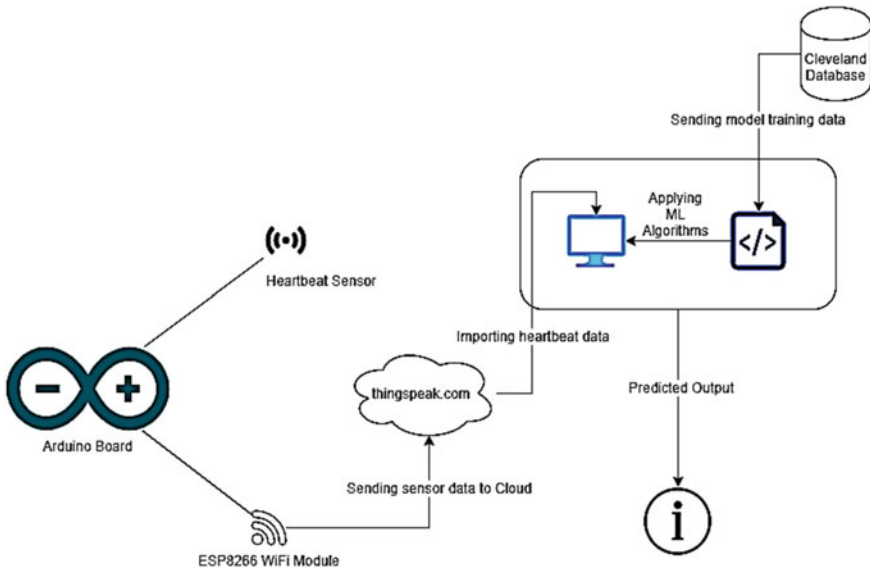 Cleveland
Database
Sending model training data
Applying
ML
Algorithms
</>
Heartbeat Sensor
Importing heartbeat data
thingspeak.com
Predicted Output
Arduino Board
Sending sensor data to Cloud
i
ESP8266 WiFi Module